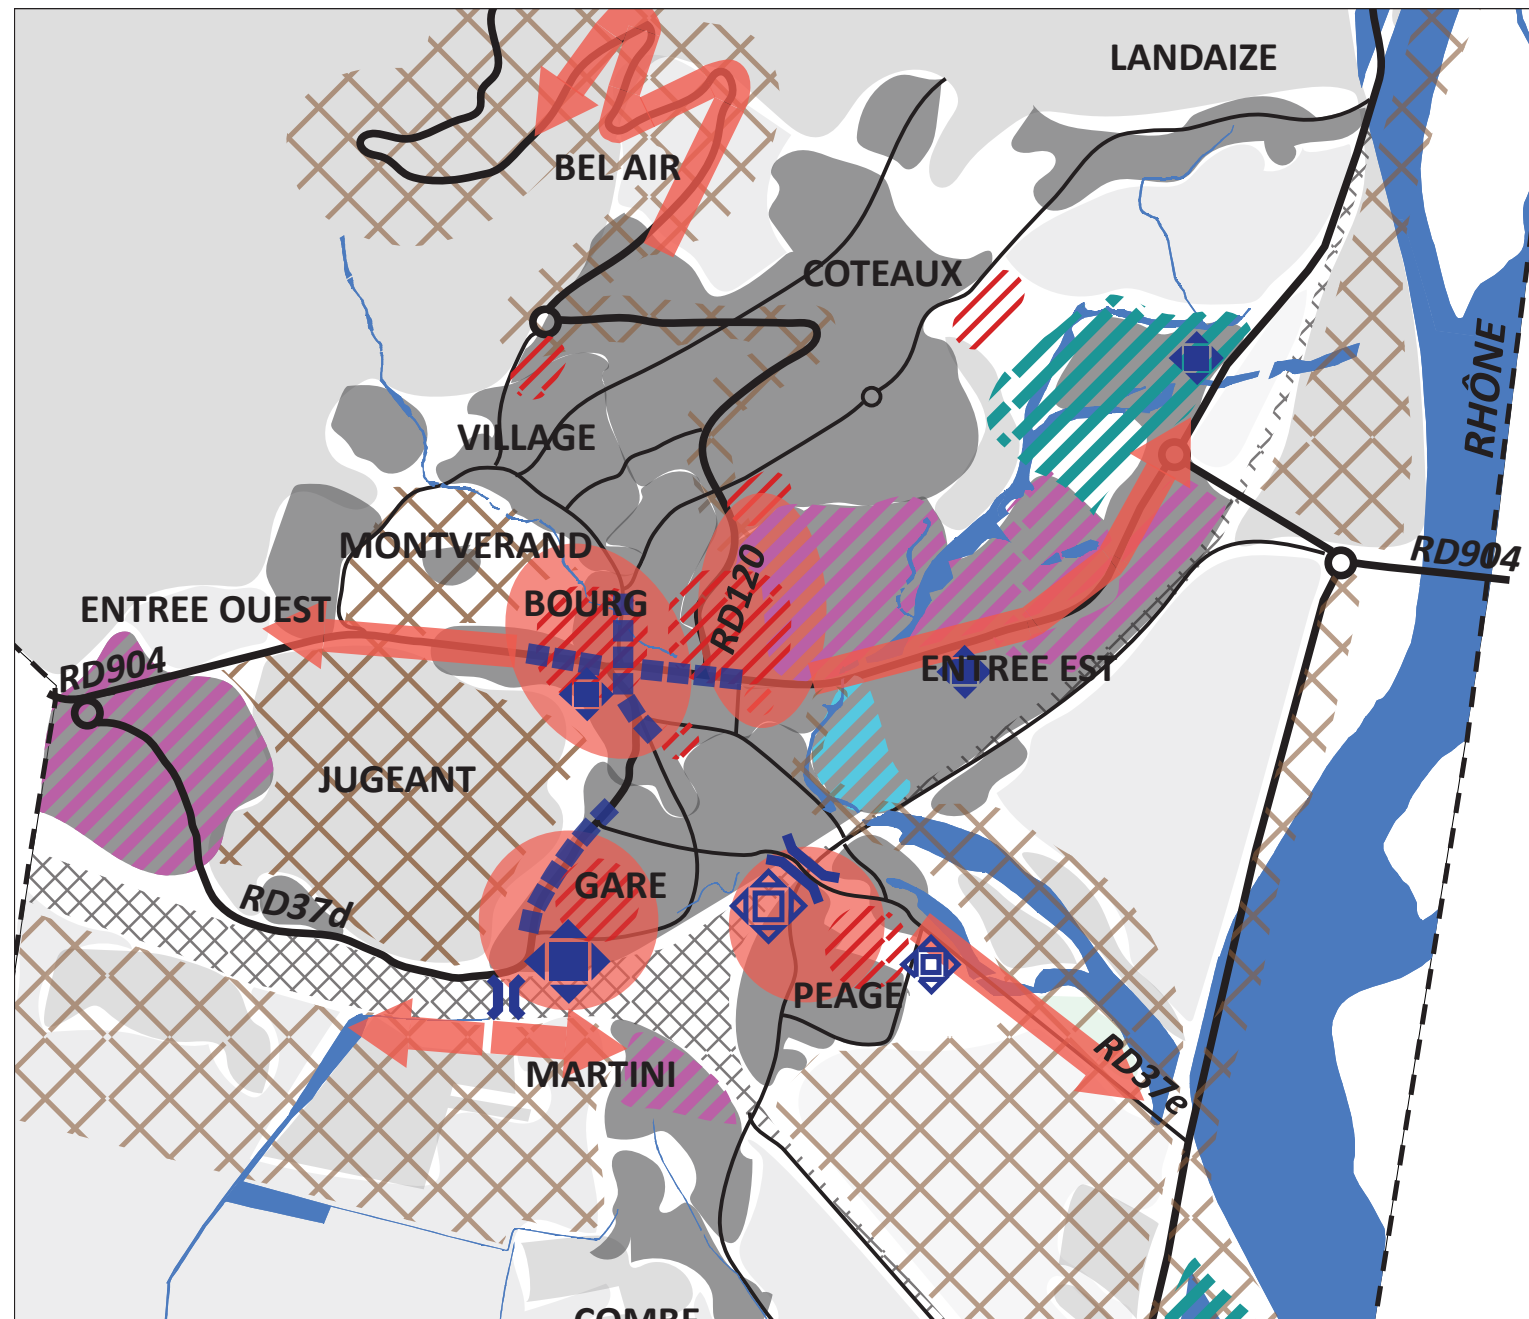 LANDAIZE
BEL AIR
COTEAUX
RHÔNE
VILLAGE
MONTVERAND
RD904
BOURG
RD120
ENTREE OUEST
RD904
ENTREE EST
JUGEANT
GARE
RD37d
PEAGE
MARTINI
RD37e
COMBE